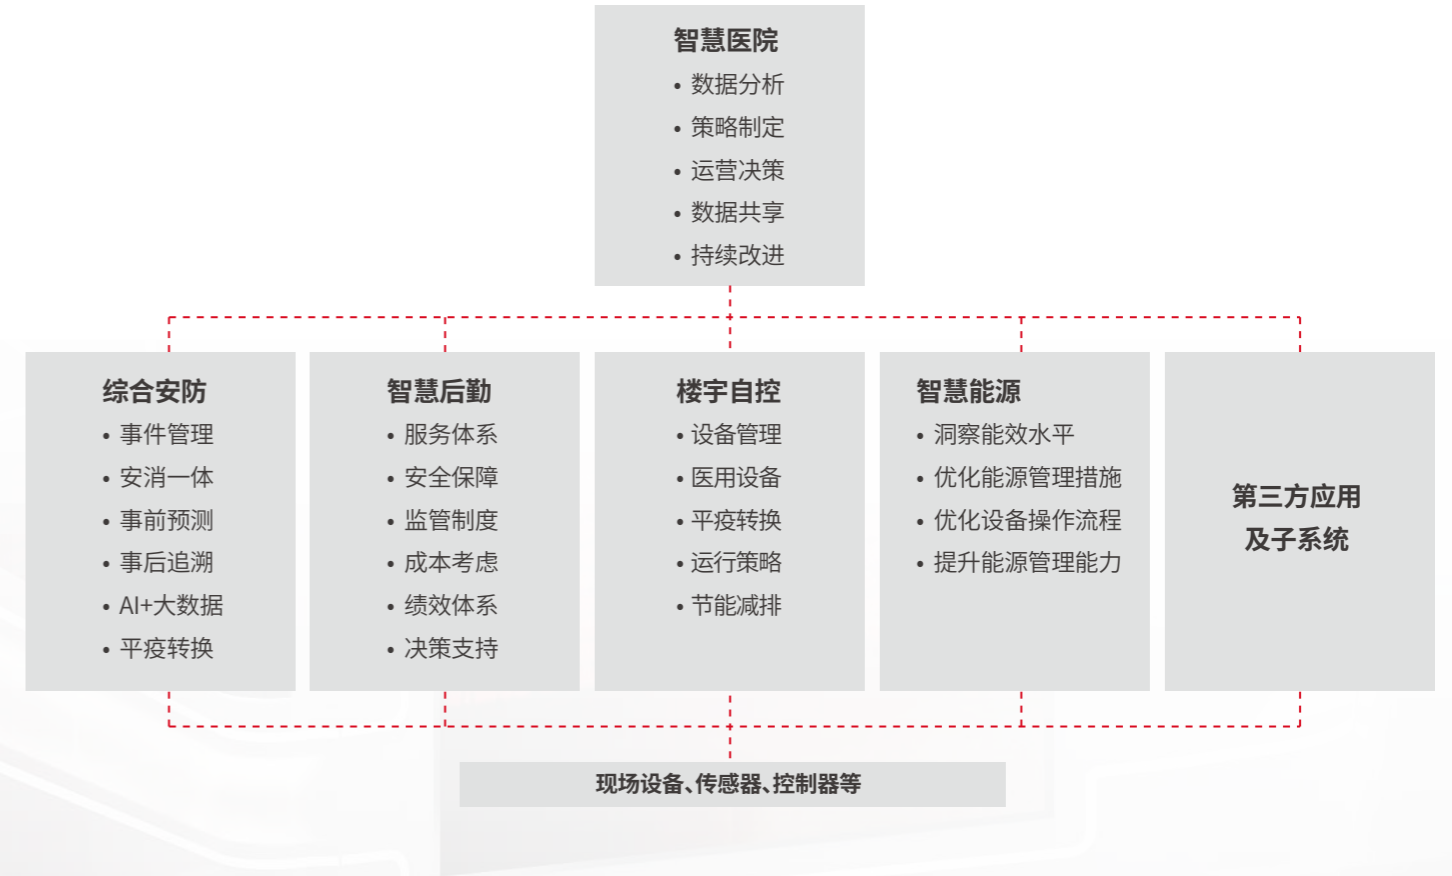 智慧医院
• 数据分析
• 策略制定
• 运营决策
• 数据共享
• 持续改进
综合安防
• 事件管理
• 安消一体
• 事前预测
• 事后追溯
• AI+大数据
• 平疫转换
智慧后勤
• 服务体系
• 安全保障
• 监管制度
• 成本考虑
• 绩效体系
• 决策支持
楼宇自控
• 设备管理
• 医用设备
• 平疫转换
• 运行策略
• 节能减排
智慧能源
• 洞察能效水平
• 优化能源管理措施
• 优化设备操作流程
• 提升能源管理能力
第三方应用
及子系统
现场设备、传感器、控制器等